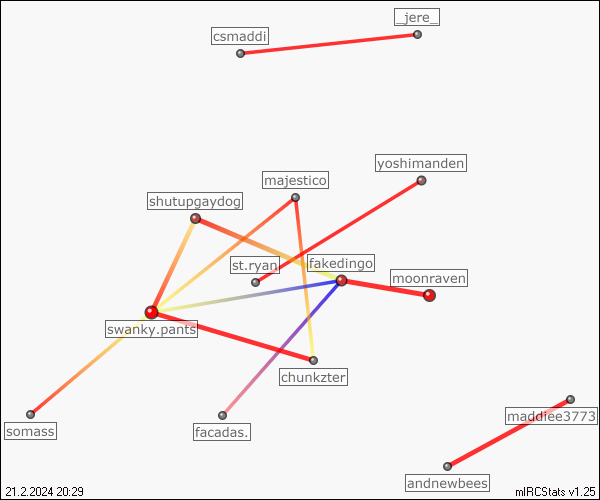 _jere_
csmaddi
yoshimanden
majestico
shutupgaydog
st.ryan
fakedingo
moonraven
swanky.pants
chunkzter
maddiee3773
somass
facadas.
andnewbees
21.2.2024 20:29
mIRCStats v1.25